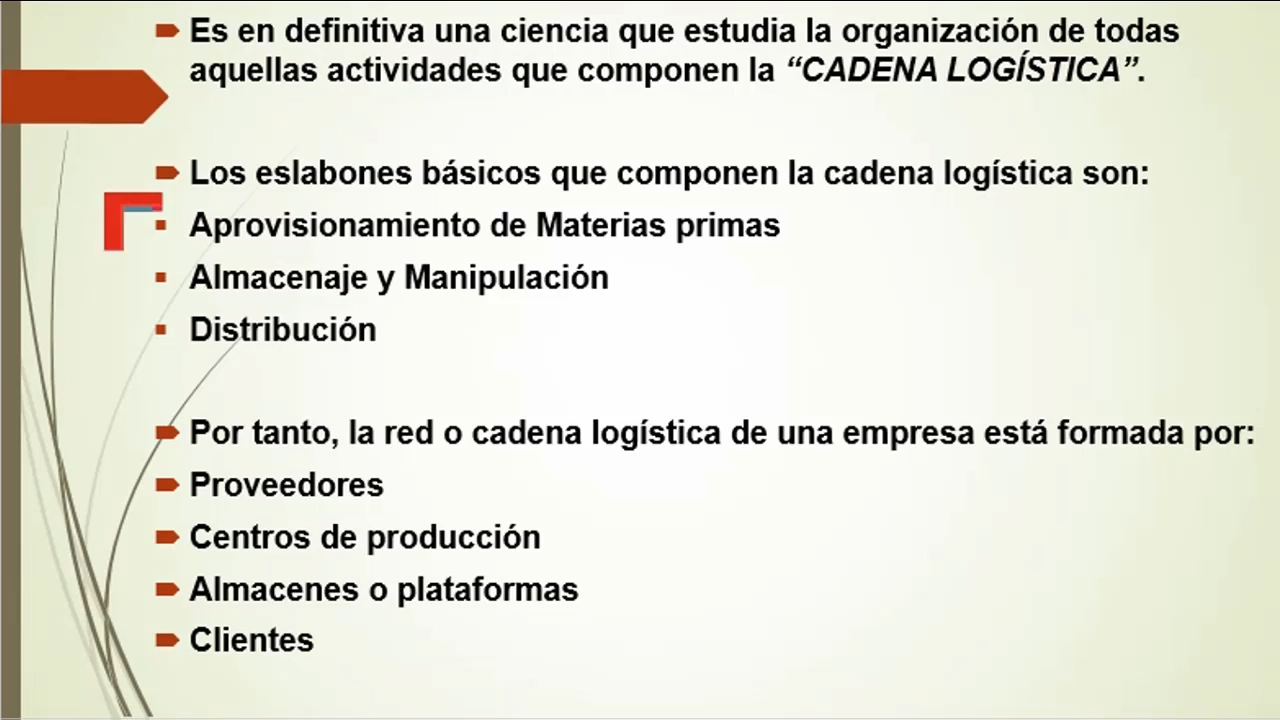 Es en definitiva una ciencia que estudia la organización de todas
aquellas actividades que componen la “CADENA LOGÍSTICA”.
Los eslabones básicos que componen la cadena logística son:
Aprovisionamiento de Materias primas
Almacenaje y Manipulación
Distribución
Por tanto, la red o cadena logística de una empresa está formada por:
Proveedores
Centros de producción
Almacenes o plataformas
Clientes